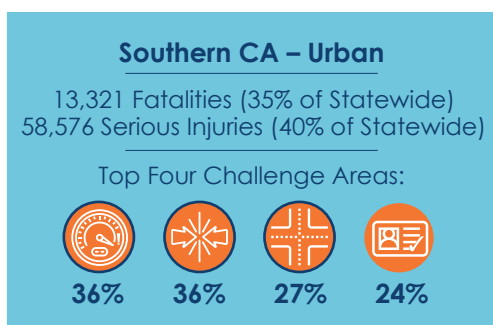 Southern CA – Urban
13,321 Fatalities (35% of Statewide)
58,576 Serious Injuries (40% of Statewide)
Top Four Challenge Areas:
36% 36% 27% 24%